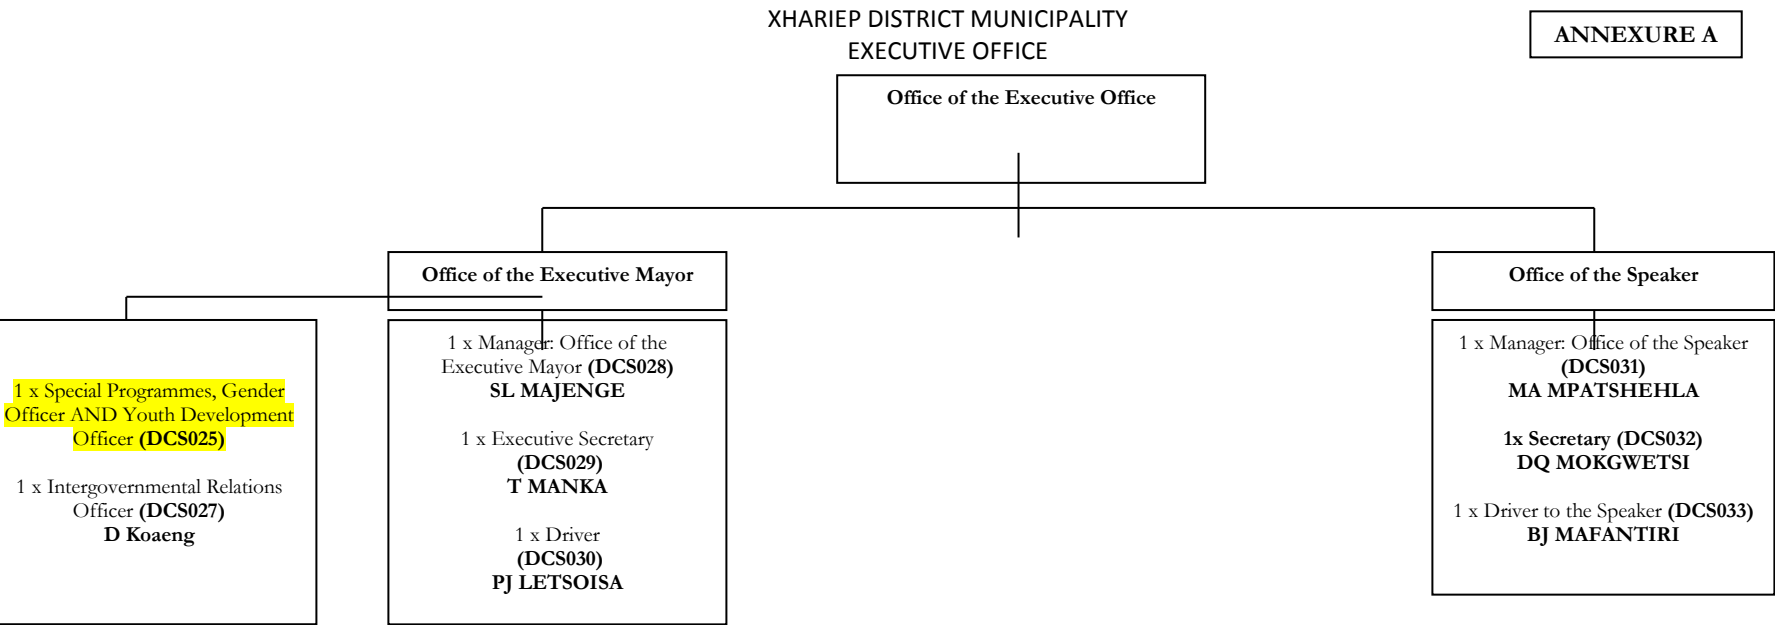 XHARIEP DISTRICT MUNICIPALITY
EXECUTIVE OFFICE
ANNEXURE A
Office of the Executive Office
Office of the Executive Mayor
Office of the Speaker
1 x Special Programmes, Gender
Officer AND Youth Development
Officer (DCS025)
1 x Intergovernmental Relations
Officer (DCS027)
D Koaeng
1 x Manager: Office of the
Executive Mayor (DCS028)
SL MAJENGE
1 x Executive Secretary
(DCS029)
T MANKA
1 x Driver
(DCS030)
PJ LETSOISA
1 x Manager: Office of the Speaker
(DCS031)
MA MPATSHEHLA
1x Secretary (DCS032)
DQ MOKGWETSI
1 x Driver to the Speaker (DCS033)
BJ MAFANTIRI